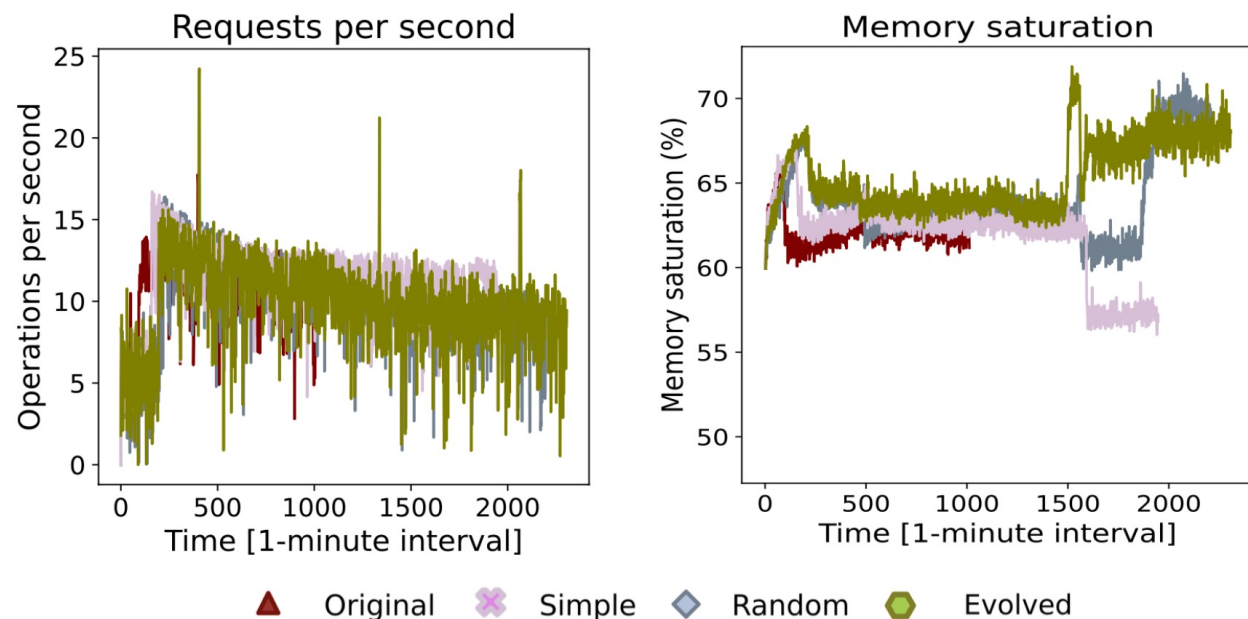 Requests per second
Operations per second
25
20
15
10
5
0
0 500 1000 1500 2000
Time [1-minute interval]
Memory saturation
Memory saturation (%)
70
65
60
55
50
0 500 1000 1500 2000
Time [1-minute interval]
Original Simple Random Evolved